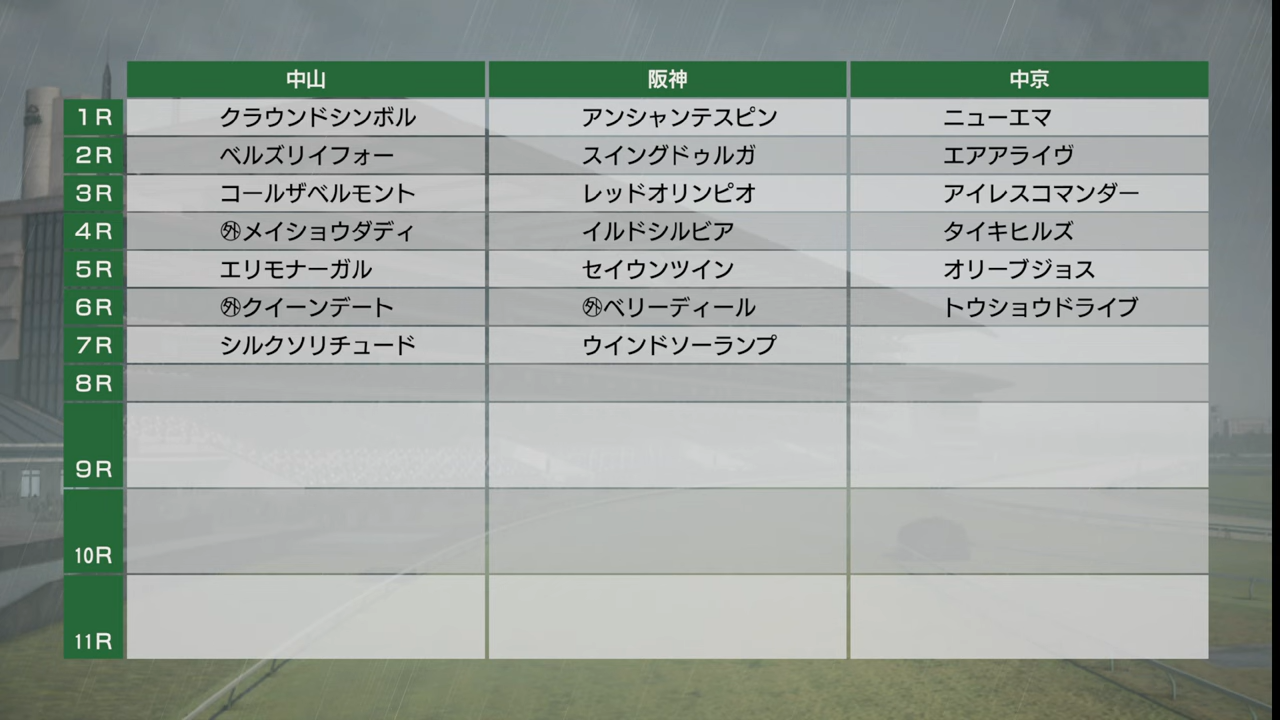 中山 阪神 中京
1R クラウンドシンボル アンシャンテスピン ニューエマ
2R ベルズリイフォー スイングドゥルガ エアアライヴ
3R コールザベルモント レッドオリンピオ アイレスコマンダー
4R ㊕メイショウダディ イルドシルビア タイキヒルズ
5R エリモナーガル セイウンツイン オリーブジョス
6R 外クイーンデート 外ベリーディール トウショウドライブ
7R シルクソリチュード ウインドソーランプ
8R
9R
10R
11R